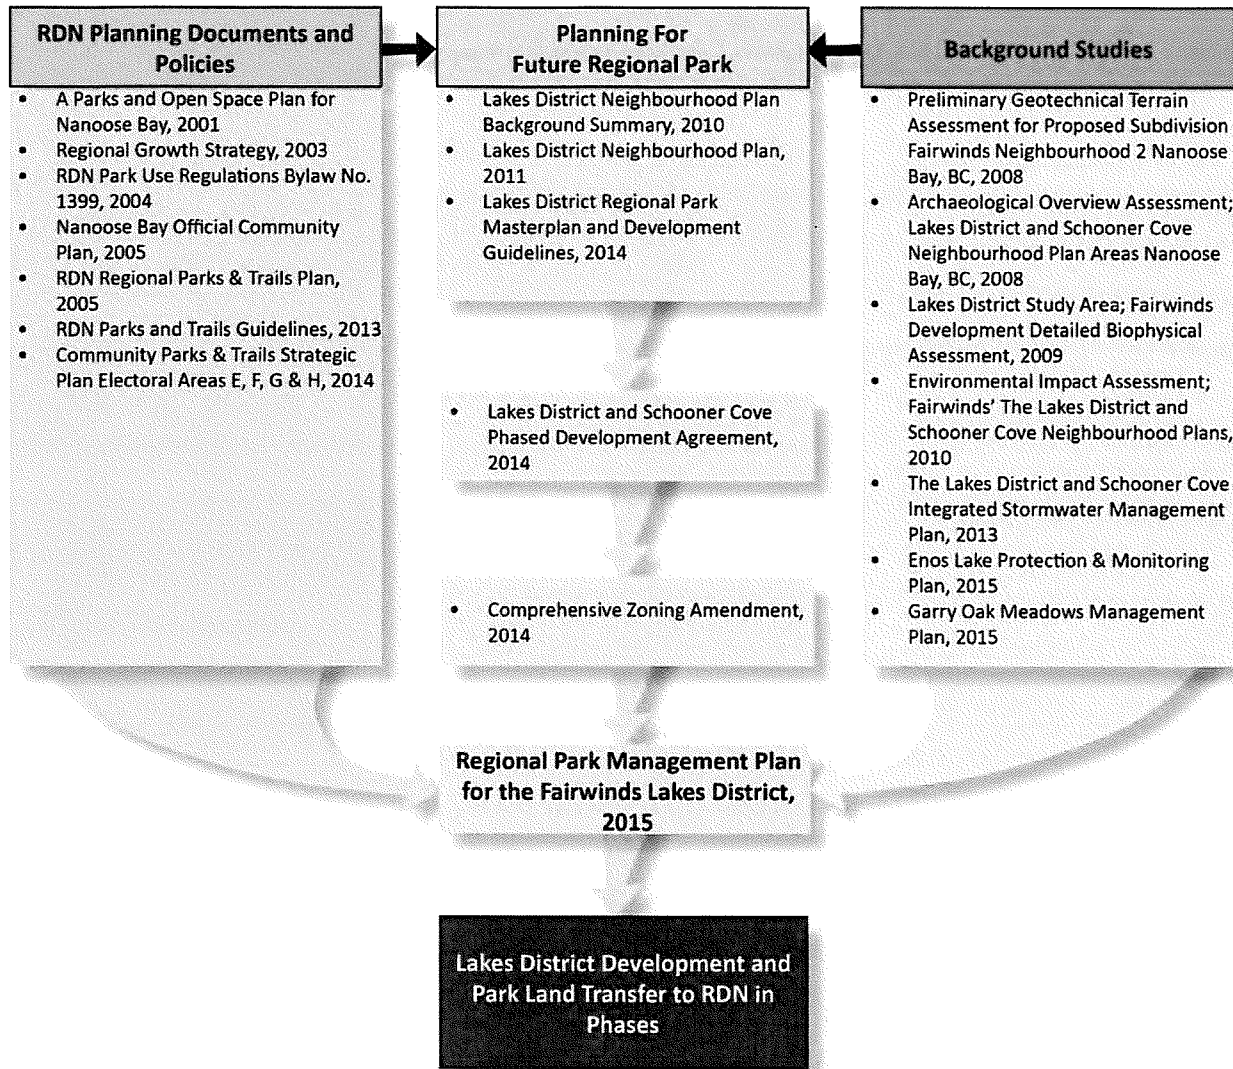 RDN Planning Documents and
Policies
• A Parks and Open Space Plan for
Nanoose Bay, 2001
• Regional Growth Strategy, 2003
• RDN Park Use Regulations Bylaw No.
1399, 2004
• Nanoose Bay Official Community
Plan, 2005
• RDN Regional Parks & Trails Plan,
2005
• RDN Parks and Trails Guidelines, 2013
• Community Parks & Trails Strategic
Plan Electoral Areas E, F, G & H, 2014
Planning For
Future Regional Park
• Lakes District Neighbourhood Plan
Background Summary, 2010
• Lakes District Neighbourhood Plan,
2011
• Lakes District Regional Park
Masterplan and Development
Guidelines, 2014
• Lakes District and Schooner Cove
Phased Development Agreement,
2014
• Comprehensive Zoning Amendment,
2014
Background Studies
• Preliminary Geotechnical Terrain
Assessment for Proposed Subdivision
Fairwinds Neighbourhood 2 Nanoose
Bay, BC, 2008
• Archaeological Overview Assessment;
Lakes District and Schooner Cove
Neighbourhood Plan Areas Nanoose
Bay, BC, 2008
• Lakes District Study Area; Fairwinds
Development Detailed Biophysical
Assessment, 2009
• Environmental Impact Assessment;
Fairwinds' The Lakes District and
Schooner Cove Neighbourhood Plans,
2010
• The Lakes District and Schooner Cove
Integrated Stormwater Management
Plan, 2013
• Enos Lake Protection & Monitoring
Plan, 2015
• Garry Oak Meadows Management
Plan, 2015
Regional Park Management Plan
for the Fairwinds Lakes District,
2015
Lakes District Development and
Park Land Transfer to RDN in
Phases